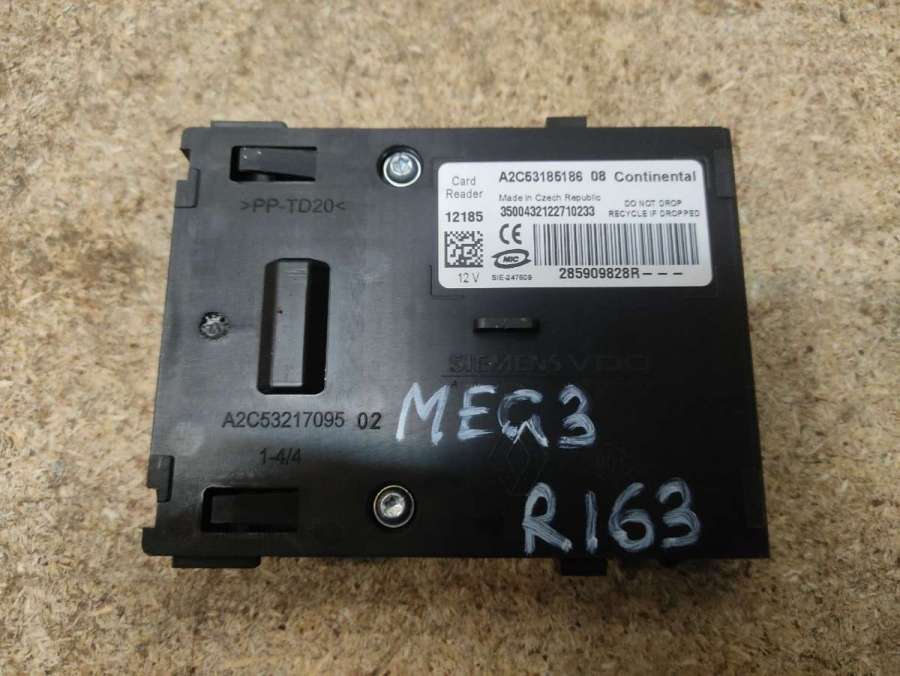 >PP-TD20<
Card
Reader
12185
12 V
A2C53185186 08 Continental
Made in Czech Republic
3500432122710233
DO NOT DROP
RECYCLE IF DROPPED
CE
MIC
SIE-247609
285909828R---
SIEMENS VDO
A2C53217095 02
1-4/4
MEG3
R163